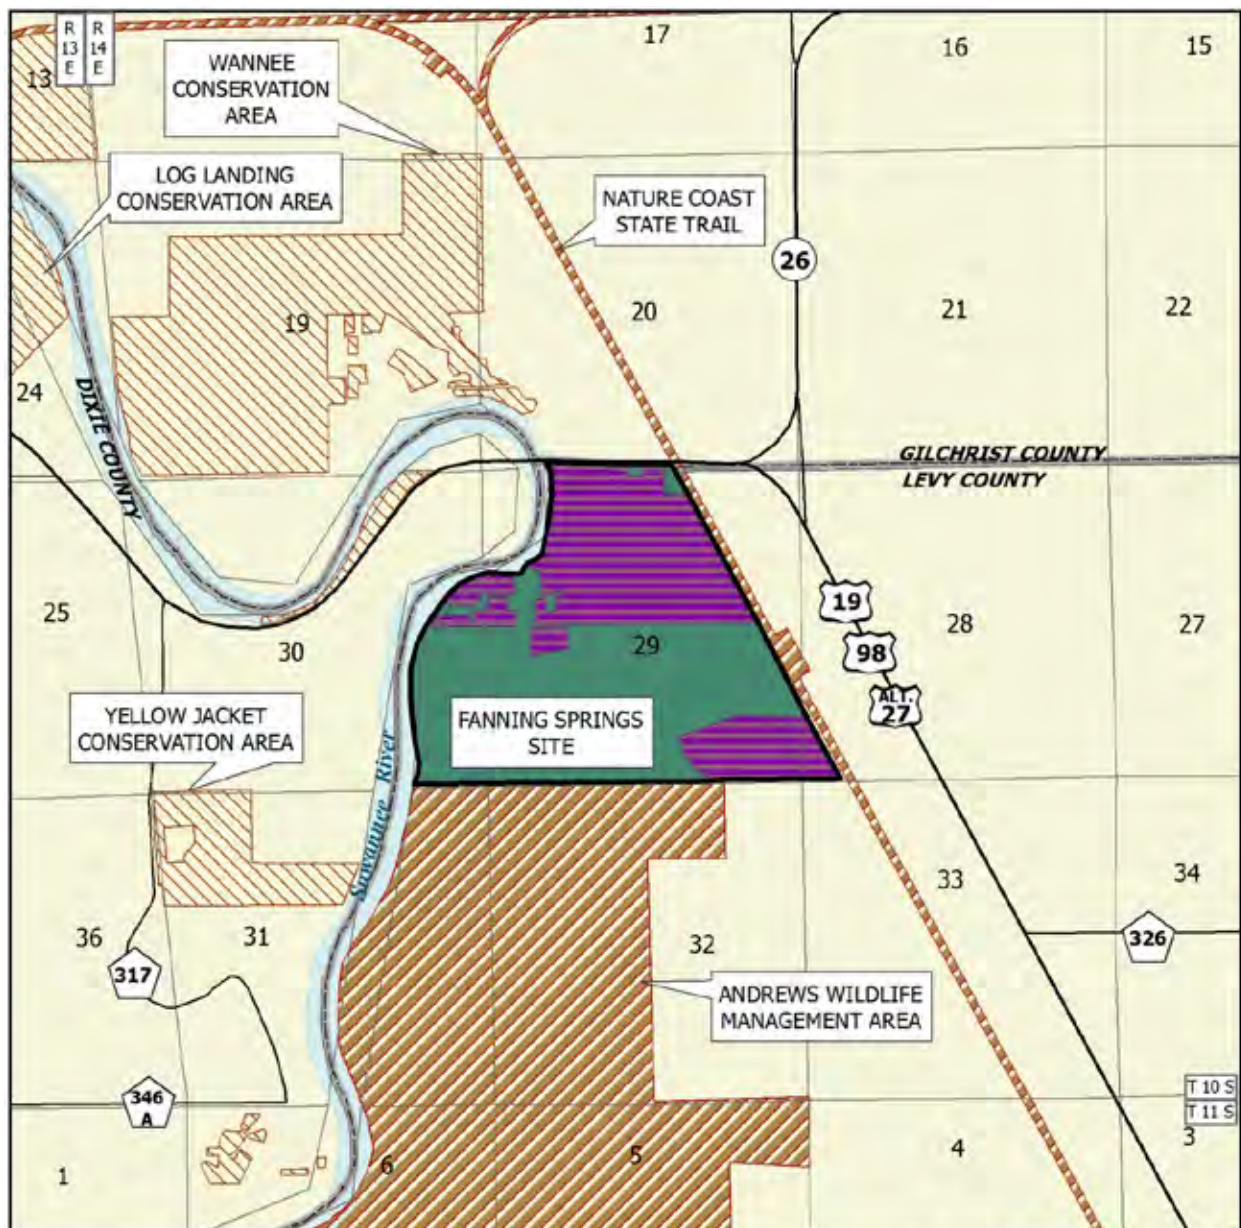 R
13
E
R
14
E
13
17
16
15
WANNEE
CONSERVATION
AREA
LOG LANDING
CONSERVATION AREA
NATURE COAST
STATE TRAIL
26
19
20
21
22
24
DIXIE COUNTY
GILCHRIST COUNTY
LEVY COUNTY
25
30
29
19
98
ALT.
27
28
27
YELLOW JACKET
CONSERVATION AREA
FANNING SPRINGS
SITE
Suwannee River
36
31
32
33
34
317
326
ANDREWS WILDLIFE
MANAGEMENT AREA
346
A
T 10 S
T 11 S
1
6
5
4
3